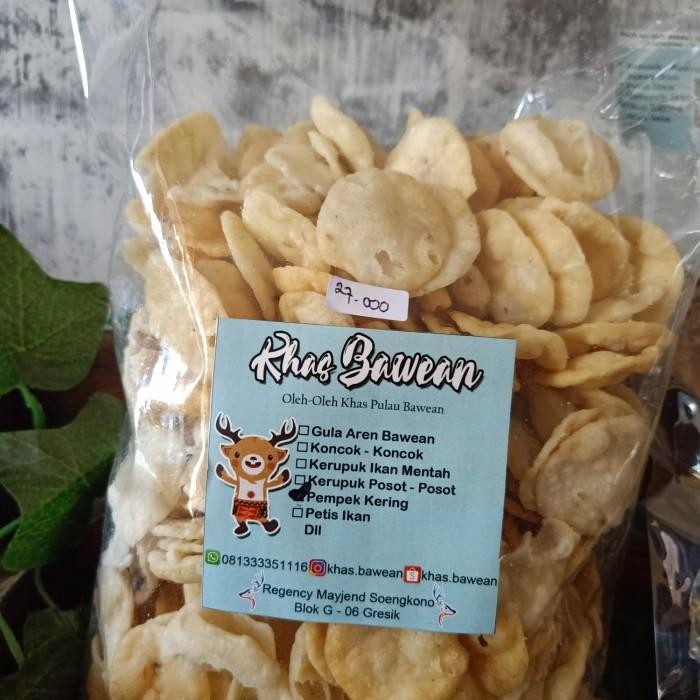 27.000
Khas Bawean
Oleh-Oleh Khas Pulau Bawean
Gula Aren Bawean
Koncok - Koncok
Kerupuk Ikan Mentah
Kerupuk Posot - Posot
Pempek Kering
Petis Ikan
Dll
081333351116 khas.bawean khas.bawean
Regency Mayjend Soengkono
Blok G - 06 Gresik